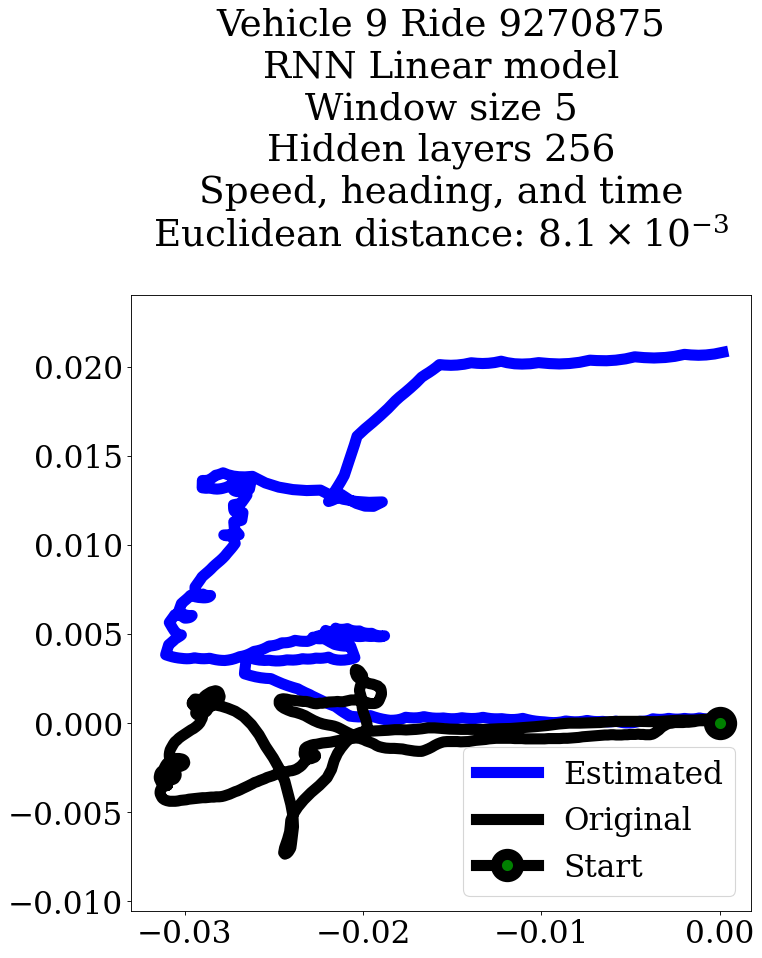 Vehicle 9 Ride 9270875
RNN Linear model
Window size 5
Hidden layers 256
Speed, heading, and time
Euclidean distance: 8.1 × 10⁻³
0.020
0.015
0.010
0.005
0.000
−0.005
−0.010
Estimated
Original
Start
−0.03 −0.02 −0.01 0.00